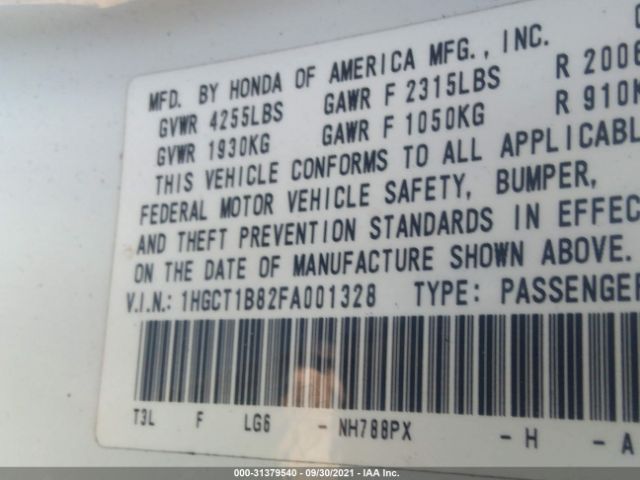 MFD. BY HONDA OF AMERICA MFG., INC.
GVWR 4255LBS GAWR F 2315LBS R 2006
GVWR 1930KG GAWR F 1050KG R 910K
THIS VEHICLE CONFORMS TO ALL APPLICABL
FEDERAL MOTOR VEHICLE SAFETY, BUMPER,
AND THEFT PREVENTION STANDARDS IN EFFEC
ON THE DATE OF MANUFACTURE SHOWN ABOVE.
V.I.N.: 1HGCT1B82FA001328 TYPE: PASSENGER
T3L F LG6 - NH788PX - H - A
000-31379540 - 09/30/2021 - IAA Inc.